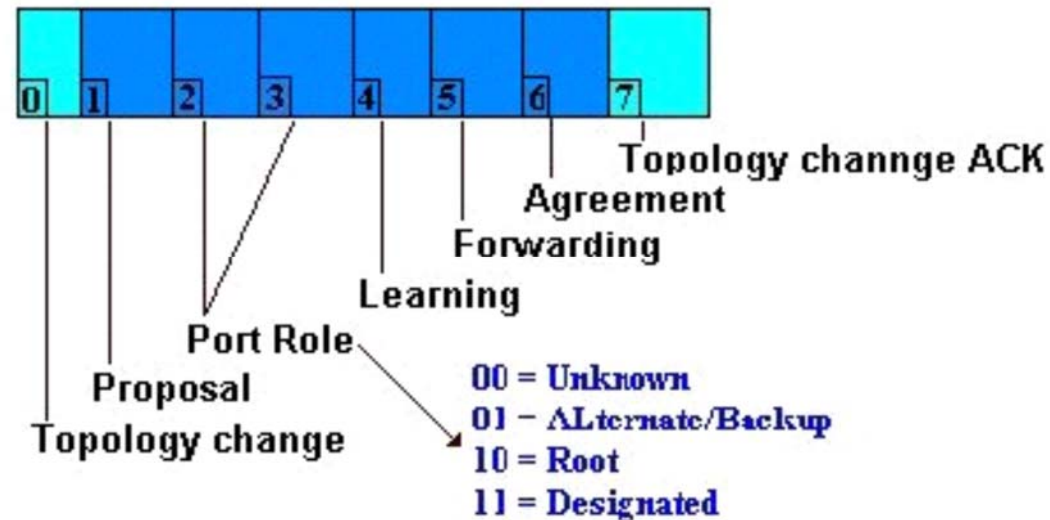 0 1 2 3 4 5 6 7
Topology channge ACK
Agreement
Forwarding
Learning
Port Role
Proposal
Topology change
00 = Unknown
01 = ALternate/Backup
10 = Root
11 = Designated